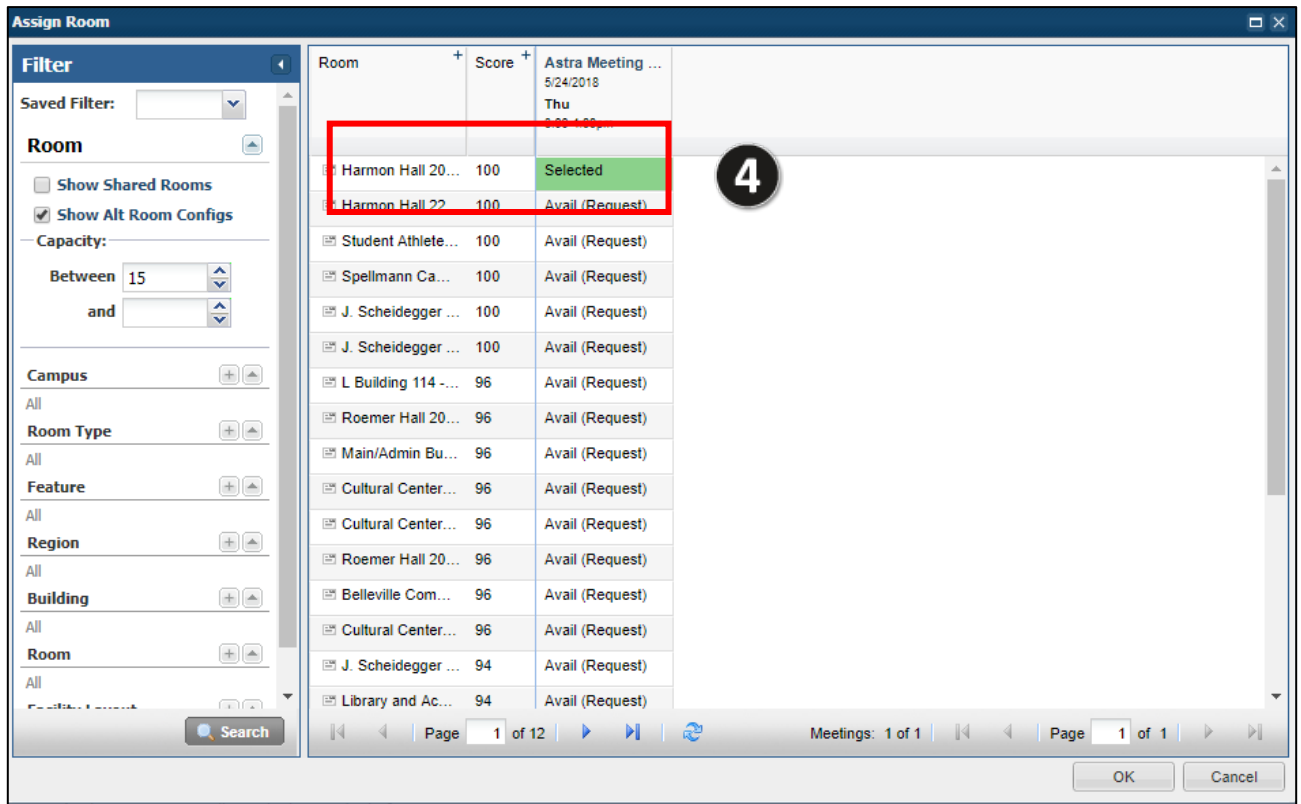 Assign Room
Filter
Saved Filter:
Room
Show Shared Rooms
Show Alt Room Configs
Capacity:
Between 15
and
Campus
All
Room Type
All
Feature
All
Region
All
Building
All
Room
All
Search
Room + Score + Astra Meeting ...
5/24/2018
Thu
Harmon Hall 20... 100 Selected
Harmon Hall 22 100 Avail (Request)
Student Athlete... 100 Avail (Request)
Spellmann Ca... 100 Avail (Request)
J. Scheidegger ... 100 Avail (Request)
J. Scheidegger ... 100 Avail (Request)
L Building 114 -... 96 Avail (Request)
Roemer Hall 20... 96 Avail (Request)
Main/Admin Bu... 96 Avail (Request)
Cultural Center... 96 Avail (Request)
Cultural Center... 96 Avail (Request)
Roemer Hall 20... 96 Avail (Request)
Belleville Com... 96 Avail (Request)
Cultural Center... 96 Avail (Request)
J. Scheidegger ... 94 Avail (Request)
Library and Ac... 94 Avail (Request)
4
Page 1 of 12 Meetings: 1 of 1 Page 1 of 1
OK Cancel